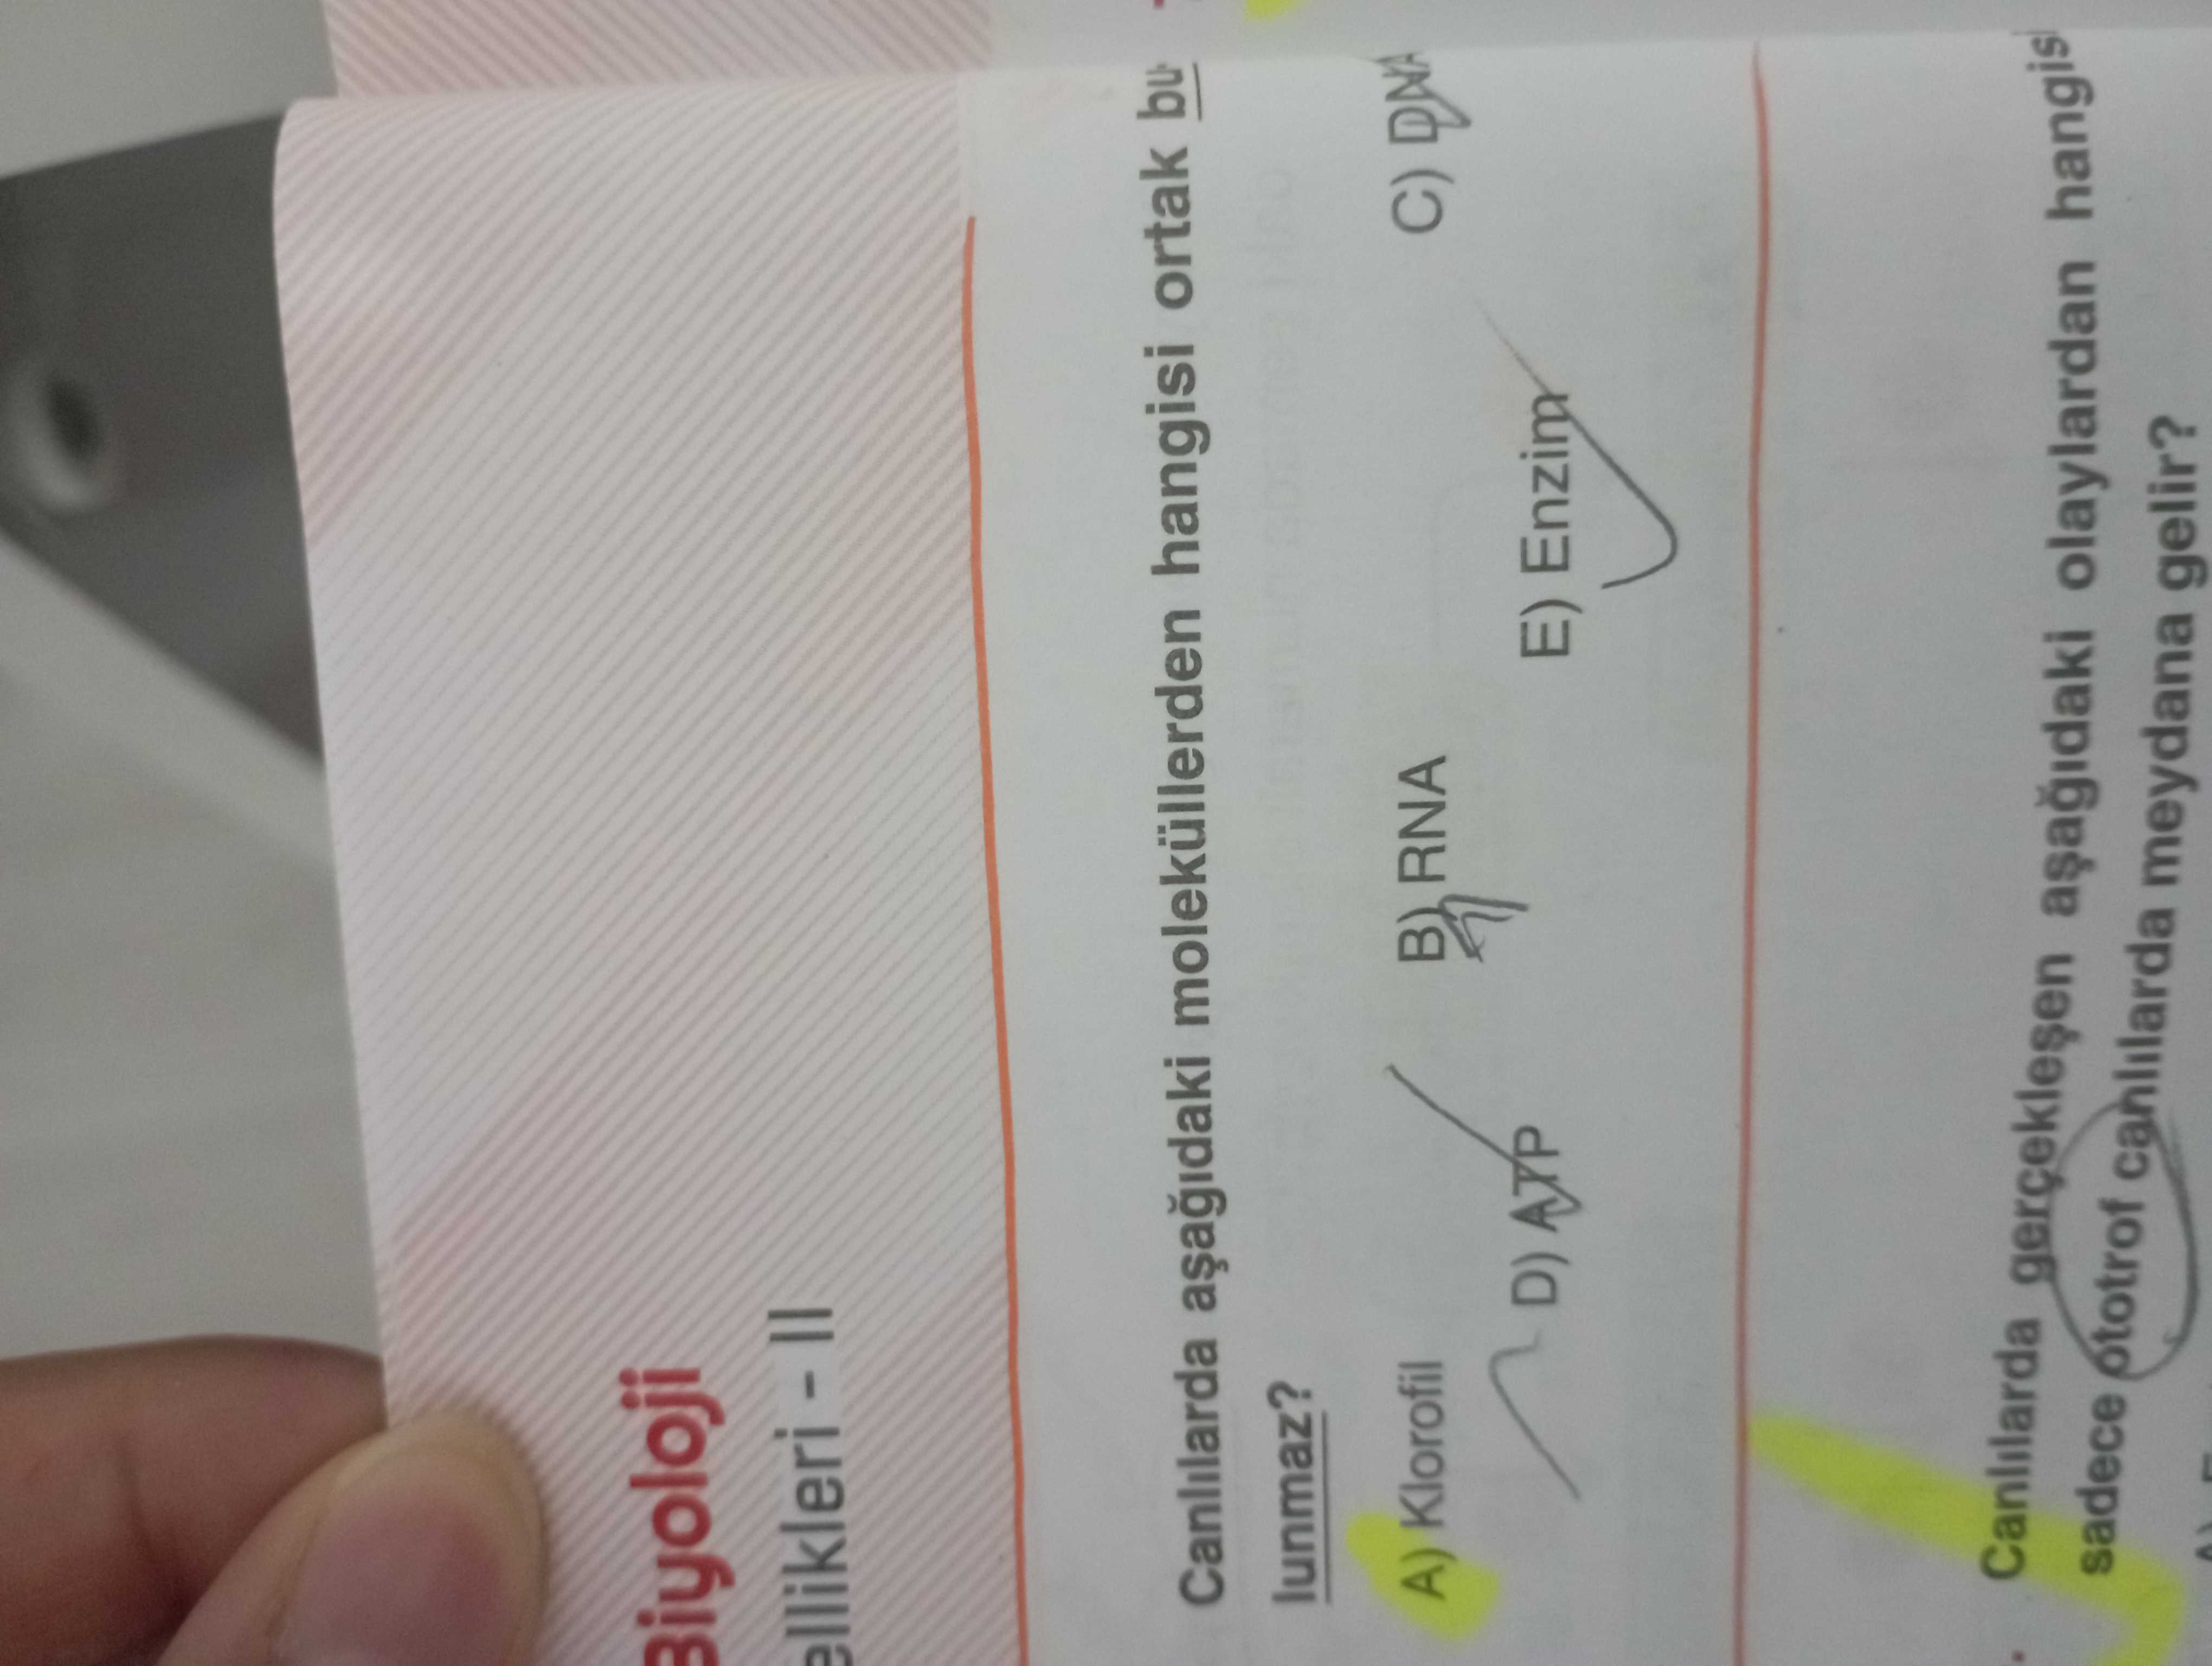 Biyoloji
ellikleri - II
Canlılarda aşağıdaki moleküllerden hangisi ortak bu-
lunmaz?
A) Klorofil B) RNA C) DNA
D) ATP E) Enzim
Canlılarda gerçekleşen aşağıdaki olaylardan hangisi
sadece ototrof canlılarda meydana gelir?